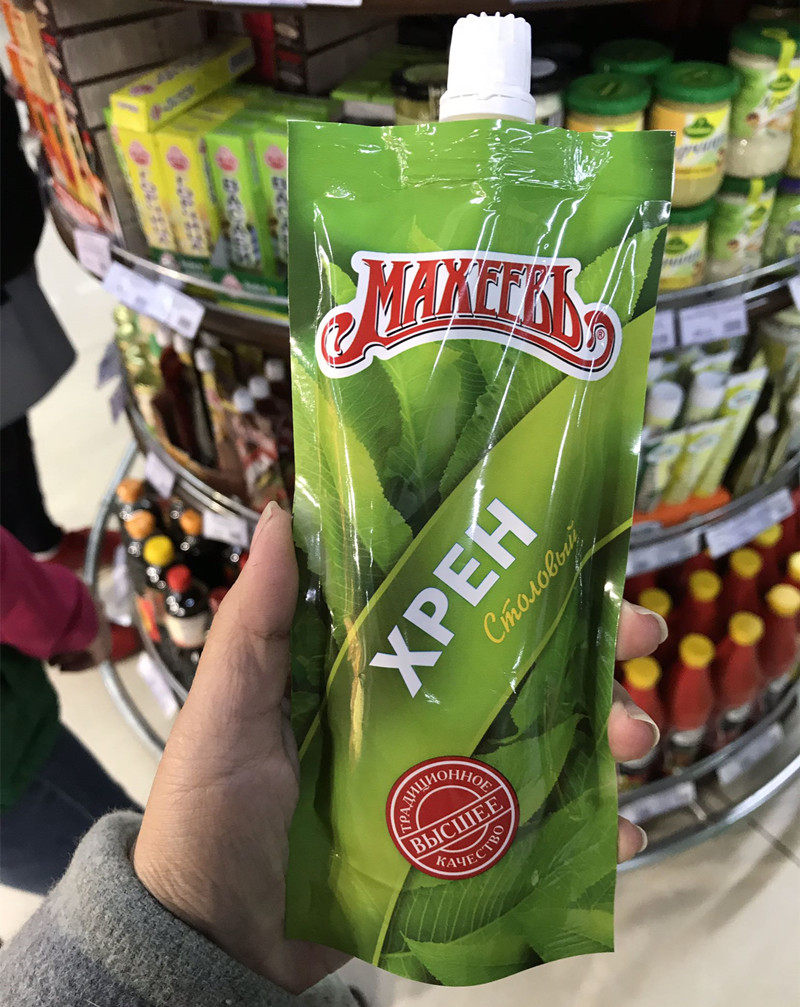 МАХЕЕВЪ
®
ХРЕН
Столовый
ТРАДИЦИОННОЕ
ВЫСШЕЕ
КАЧЕСТВО